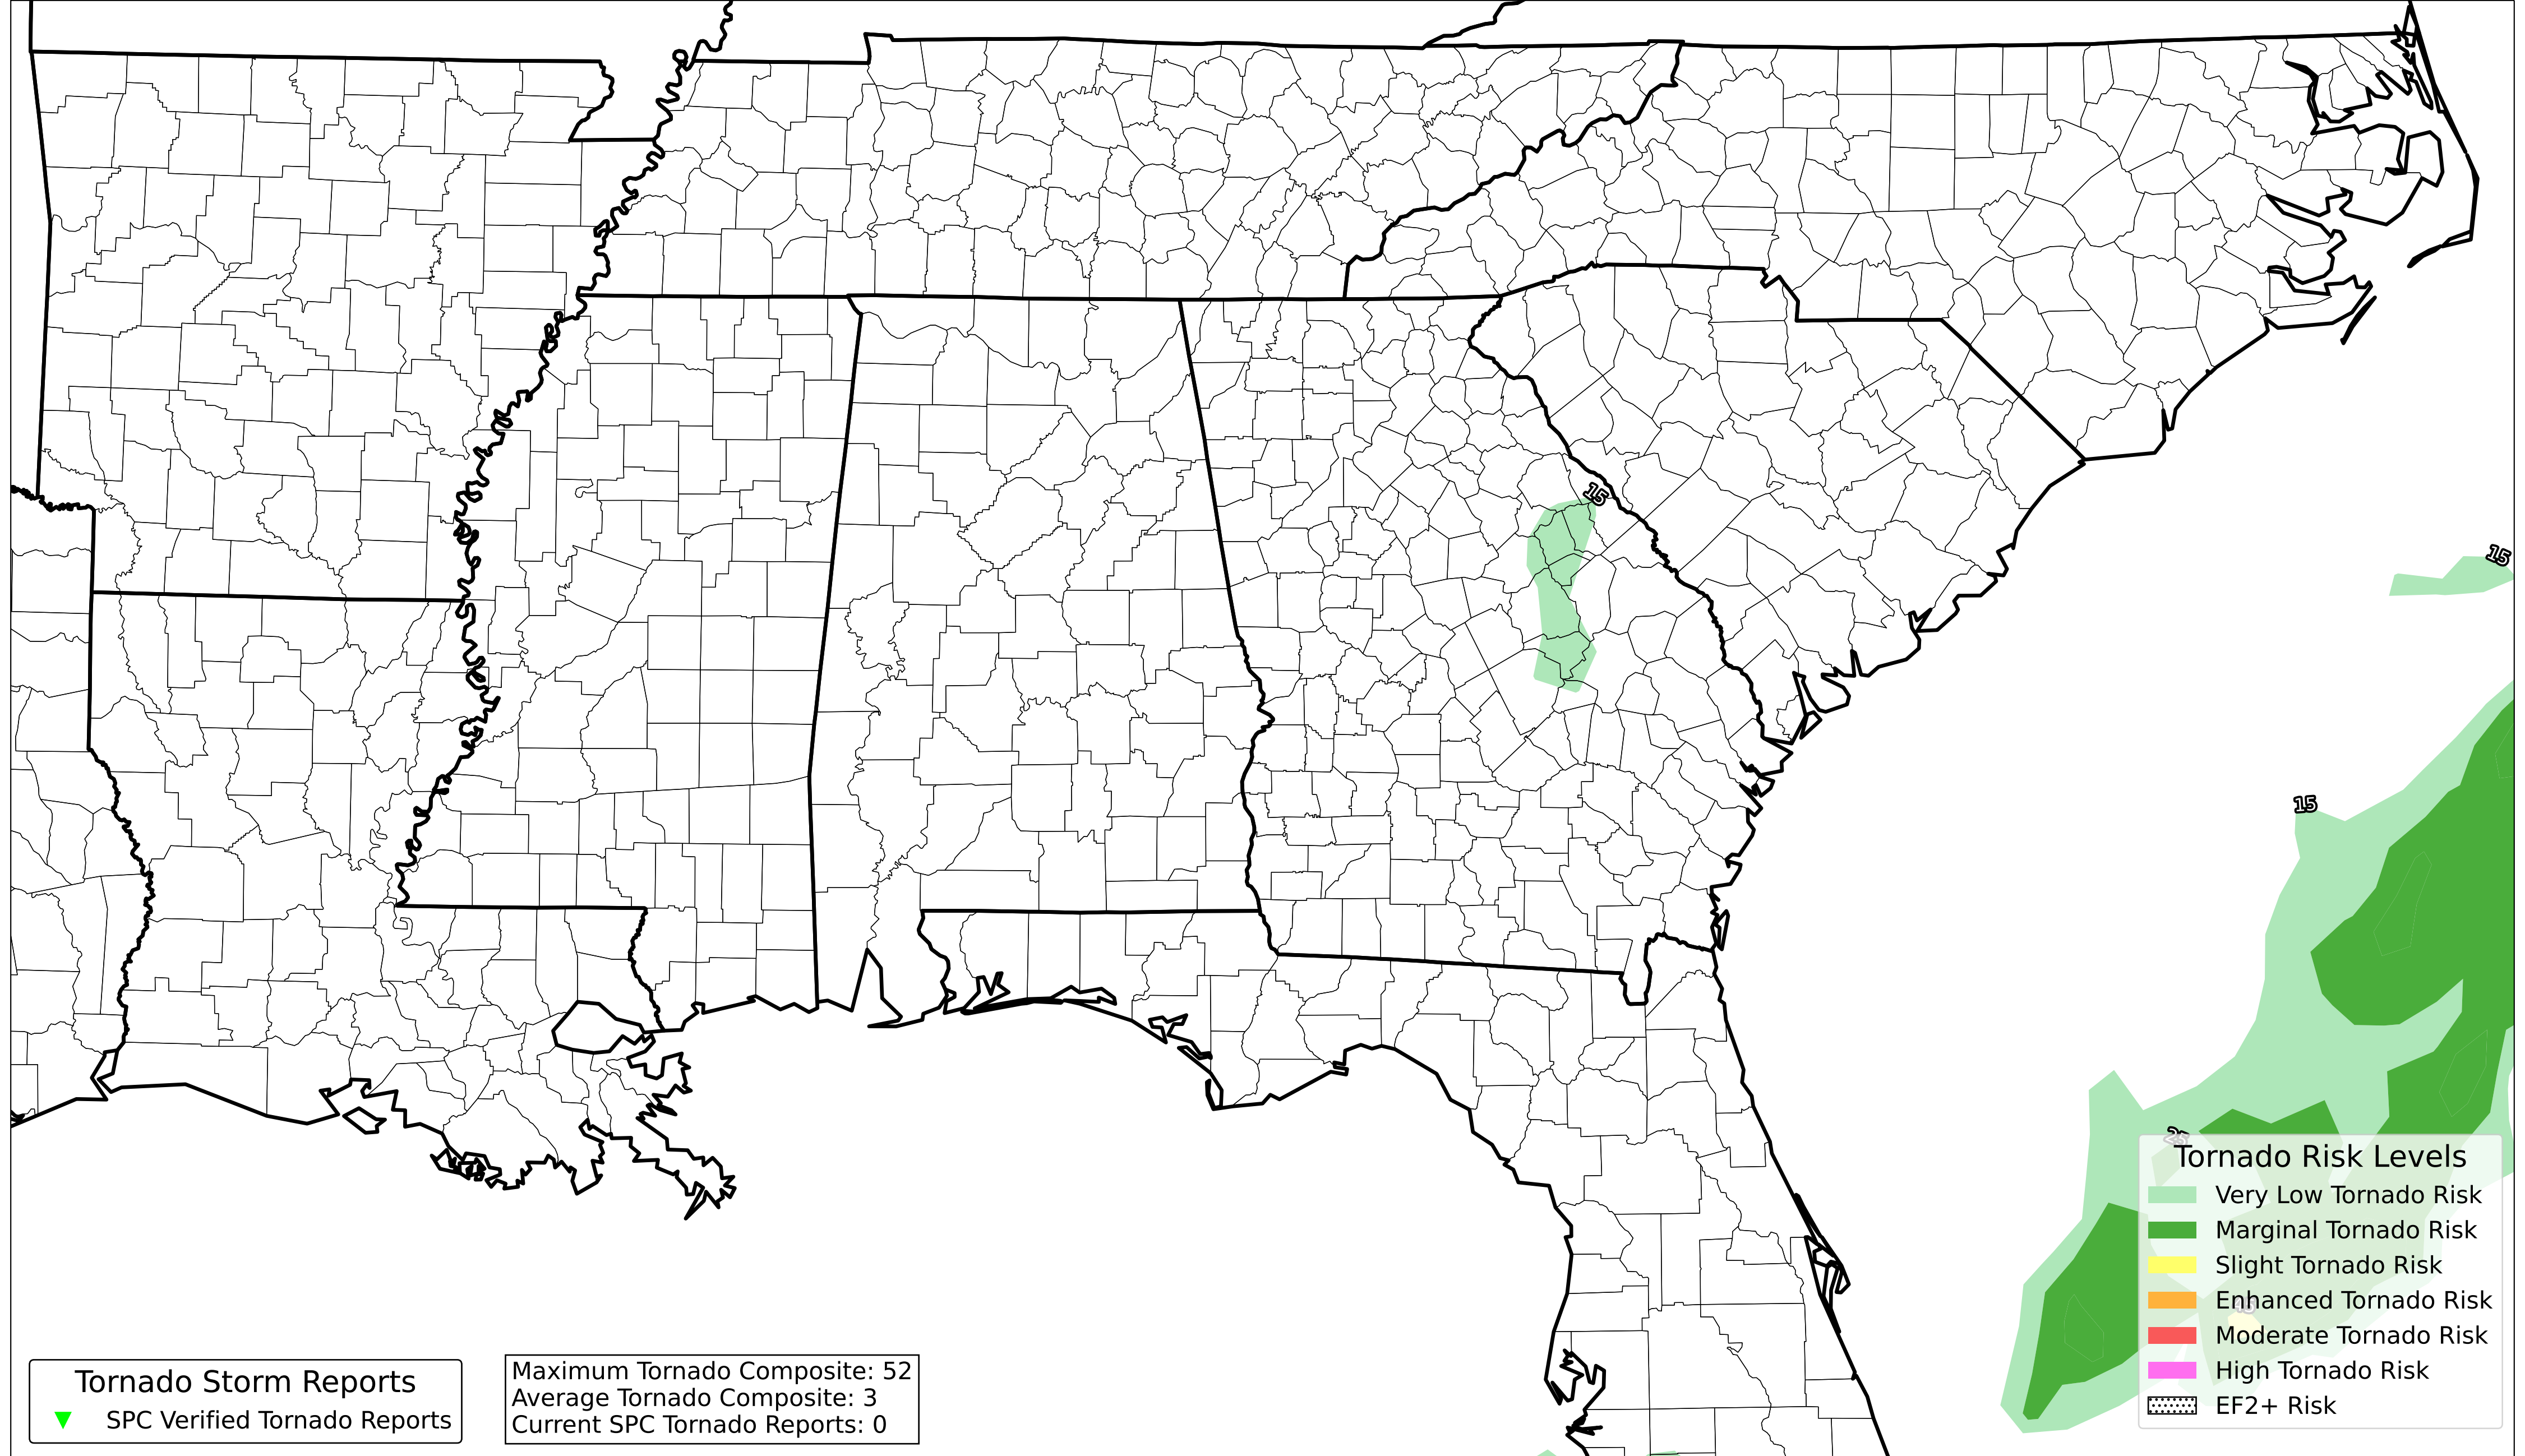 15
15
15
25
Tornado Risk Levels
Very Low Tornado Risk
Marginal Tornado Risk
Slight Tornado Risk
Enhanced Tornado Risk
Moderate Tornado Risk
High Tornado Risk
EF2+ Risk
Tornado Storm Reports
SPC Verified Tornado Reports
Maximum Tornado Composite: 52
Average Tornado Composite: 3
Current SPC Tornado Reports: 0